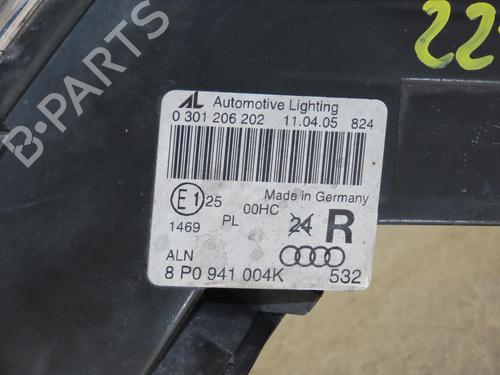 22
AL Automotive Lighting
0 301 206 202 11.04.05 824
E1 25 00HC Made in Germany
1469 PL 24 R
ALN
8 P0 941 004K 532
B-PARTS